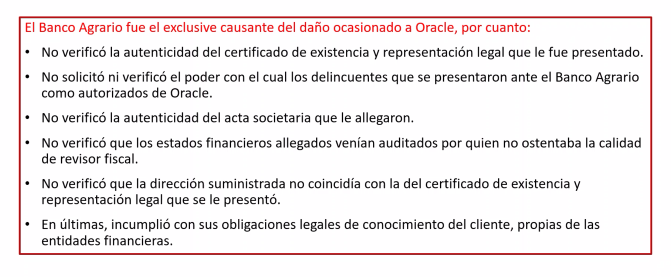 El Banco Agrario fue el exclusive causante del daño ocasionado a Oracle, por cuanto:
• No verificó la autenticidad del certificado de existencia y representación legal que le fue presentado.
• No solicitó ni verificó el poder con el cual los delincuentes que se presentaron ante el Banco Agrario
como autorizados de Oracle.
• No verificó la autenticidad del acta societaria que le allegaron.
• No verificó que los estados financieros allegados venían auditados por quien no ostentaba la calidad
de revisor fiscal.
• No verificó que la dirección suministrada no coincidía con la del certificado de existencia y
representación legal que se le presentó.
• En últimas, incumplió con sus obligaciones legales de conocimiento del cliente, propias de las
entidades financieras.